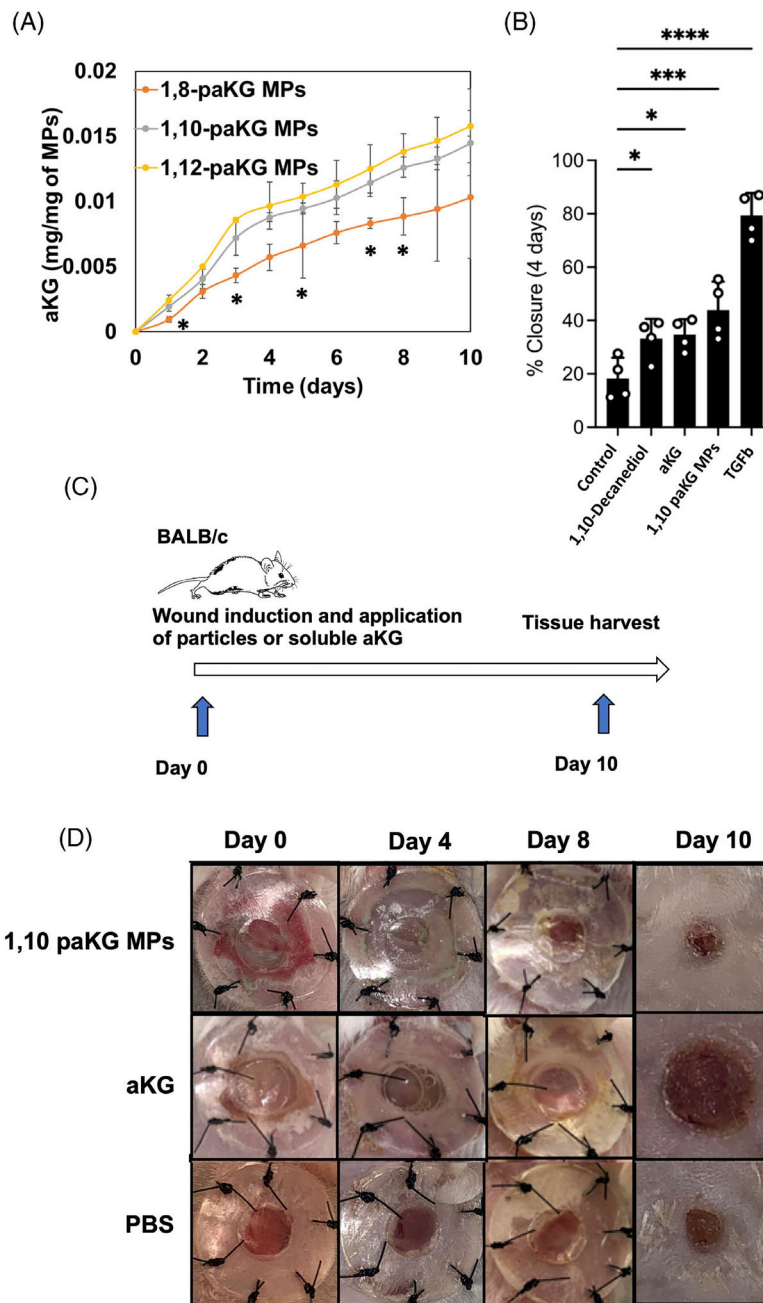 (A)
0.02
0.015
0.01
0.005
0
aKG (mg/mg of MPs)
1,8-paKG MPs
1,10-paKG MPs
1,12-paKG MPs
* * * * *
0 2 4 6 8 10
Time (days)
(B)
****
***
*
*
100
80
60
40
20
0
% Closure (4 days)
Control
1,10-Decanediol
aKG
1,10 paKG MPs
TGFb
(C)
BALB/c
Wound induction and application
of particles or soluble aKG
Tissue harvest
Day 0
Day 10
(D)
Day 0 Day 4 Day 8 Day 10
1,10 paKG MPs
aKG
PBS